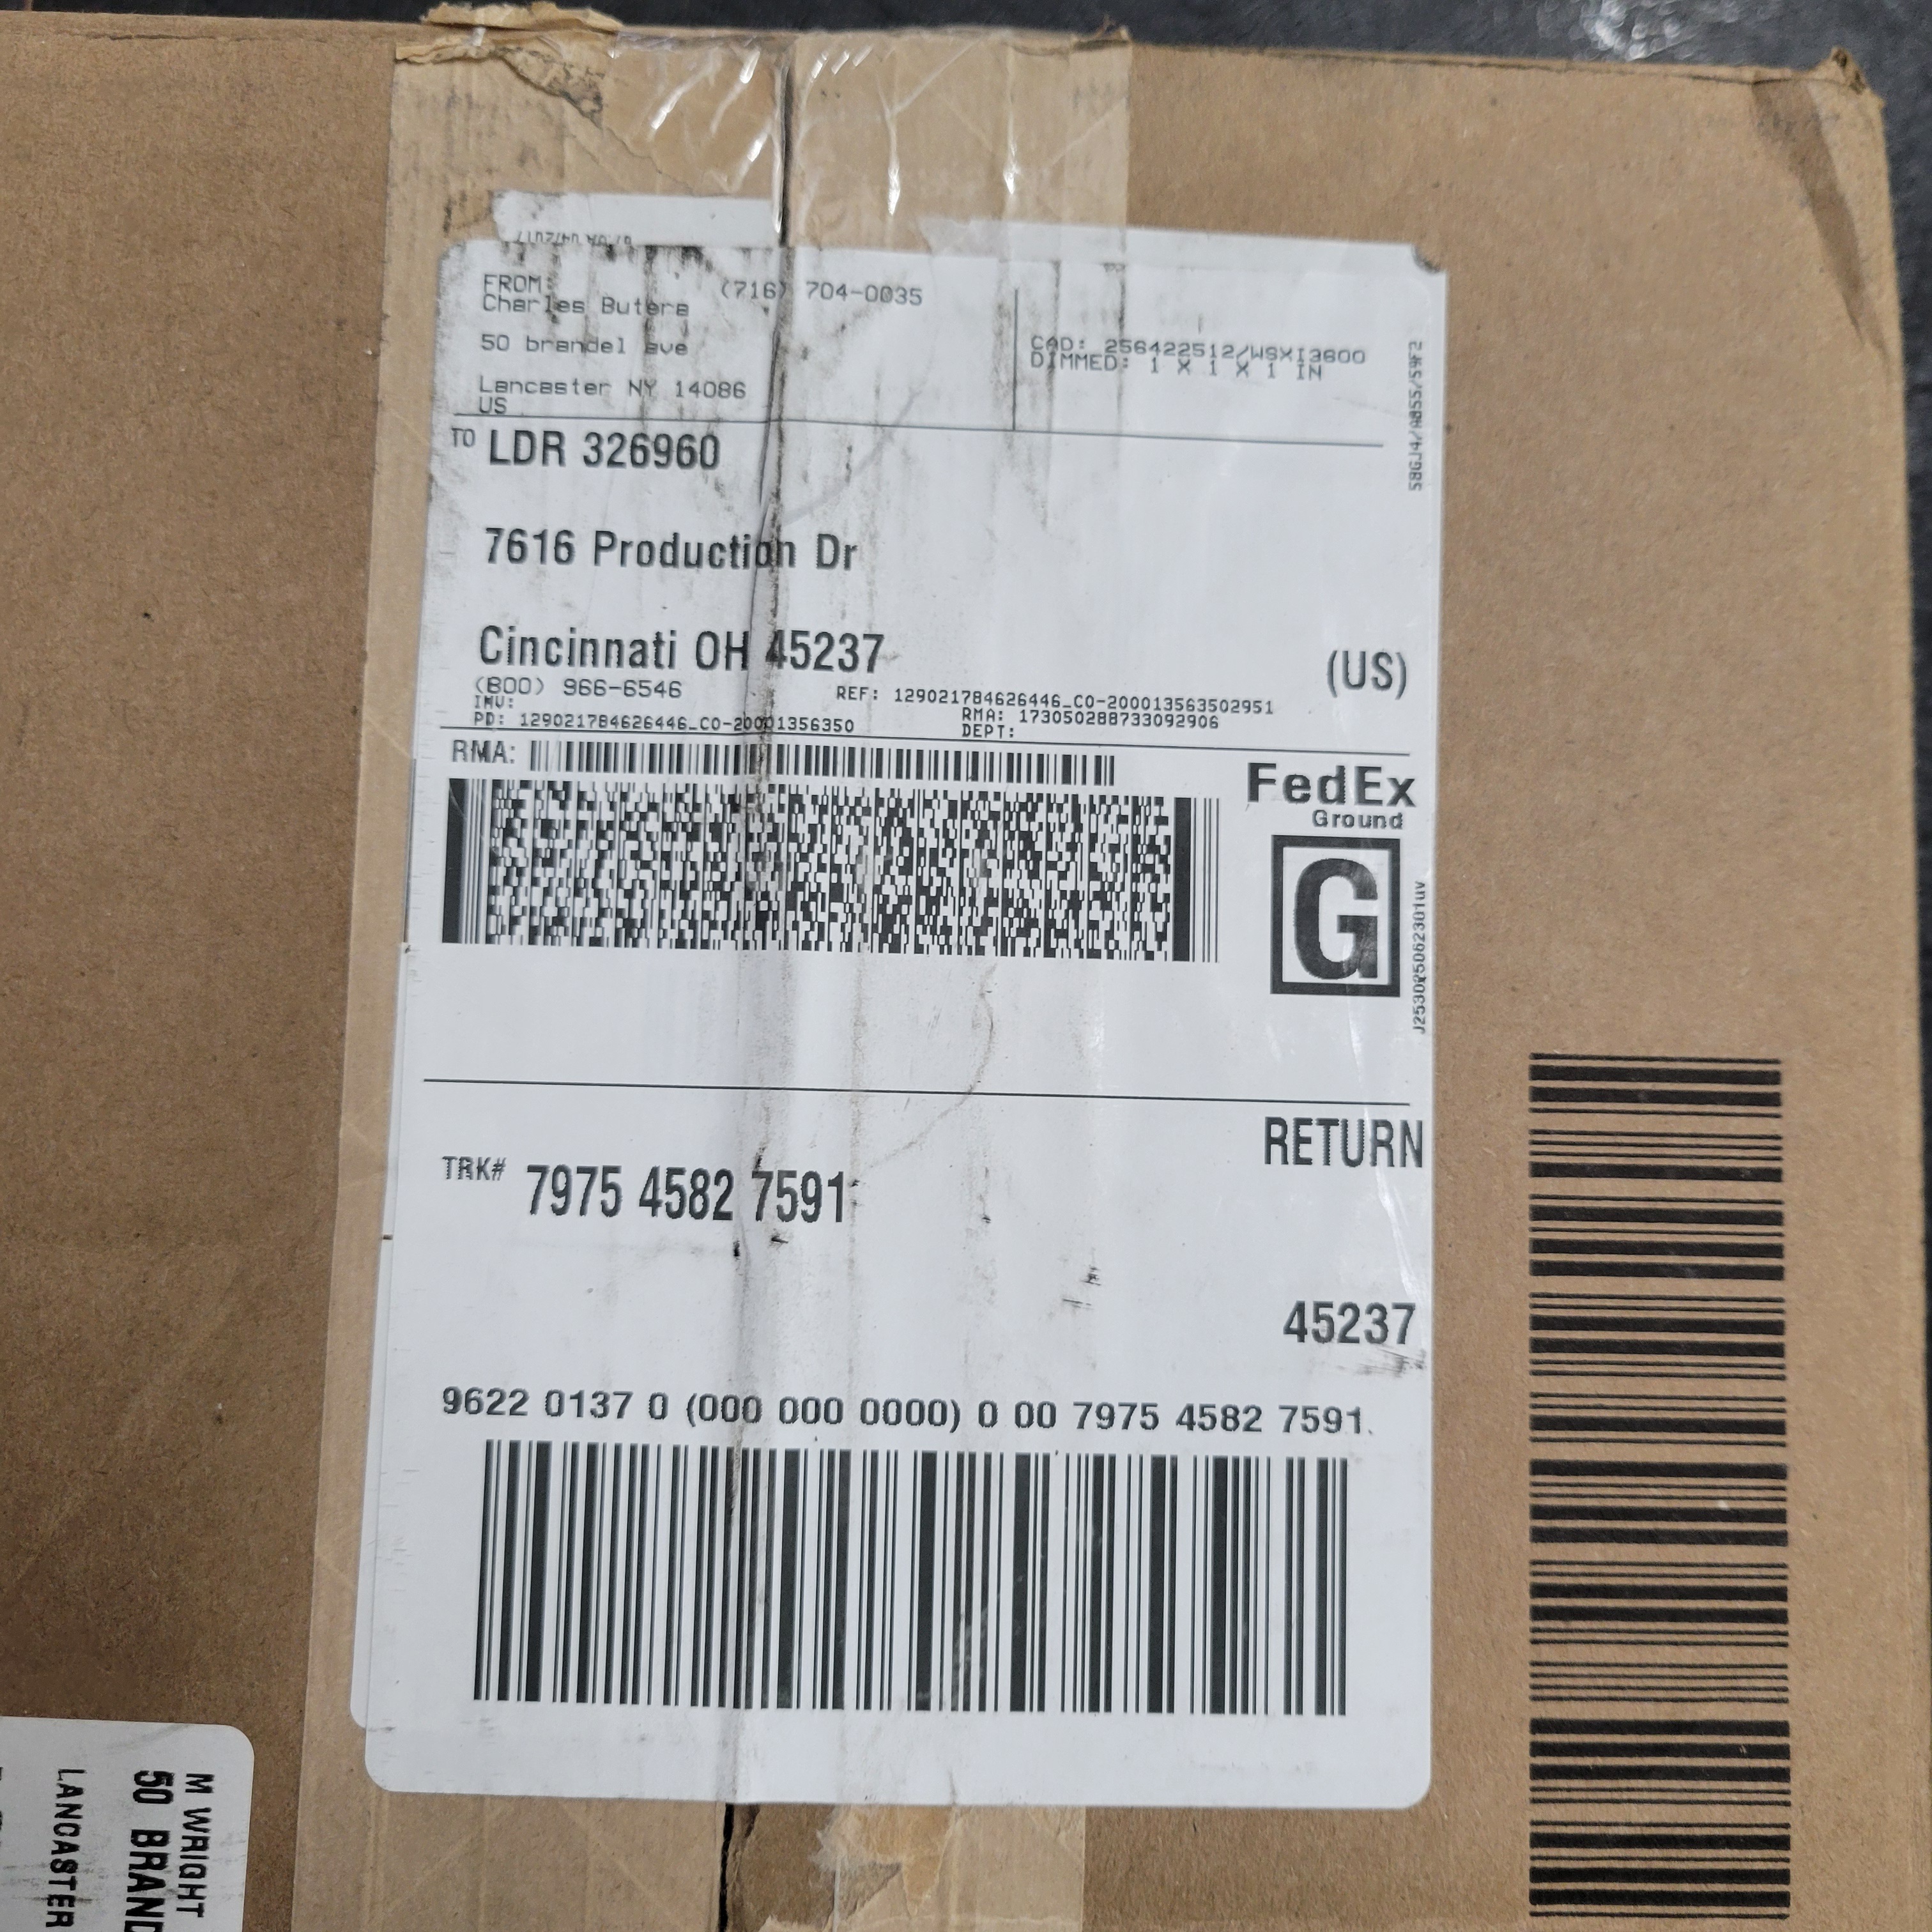 FROM:
(716) 704-0035
Charles Butera
50 brandel ave
Lancaster NY 14086
US
CAD: 256422512/WSXI3600
DIMMED: 1 X 1 X 1 IN
TO LDR 326960
7616 Production Dr
Cincinnati OH 45237
(US)
(800) 966-6546
REF: 129021784626446_CO-200013563502951
INV:
RMA: 173050288733092906
PD: 129021784626446_CO-20001356350
DEPT:
RMA:
FedEx
Ground
G
J253025062301uv
RETURN
TRK# 7975 4582 7591
45237
9622 0137 0 (000 000 0000) 0 00 7975 4582 7591
M WRIGHT
50 BRAND
LANCASTER